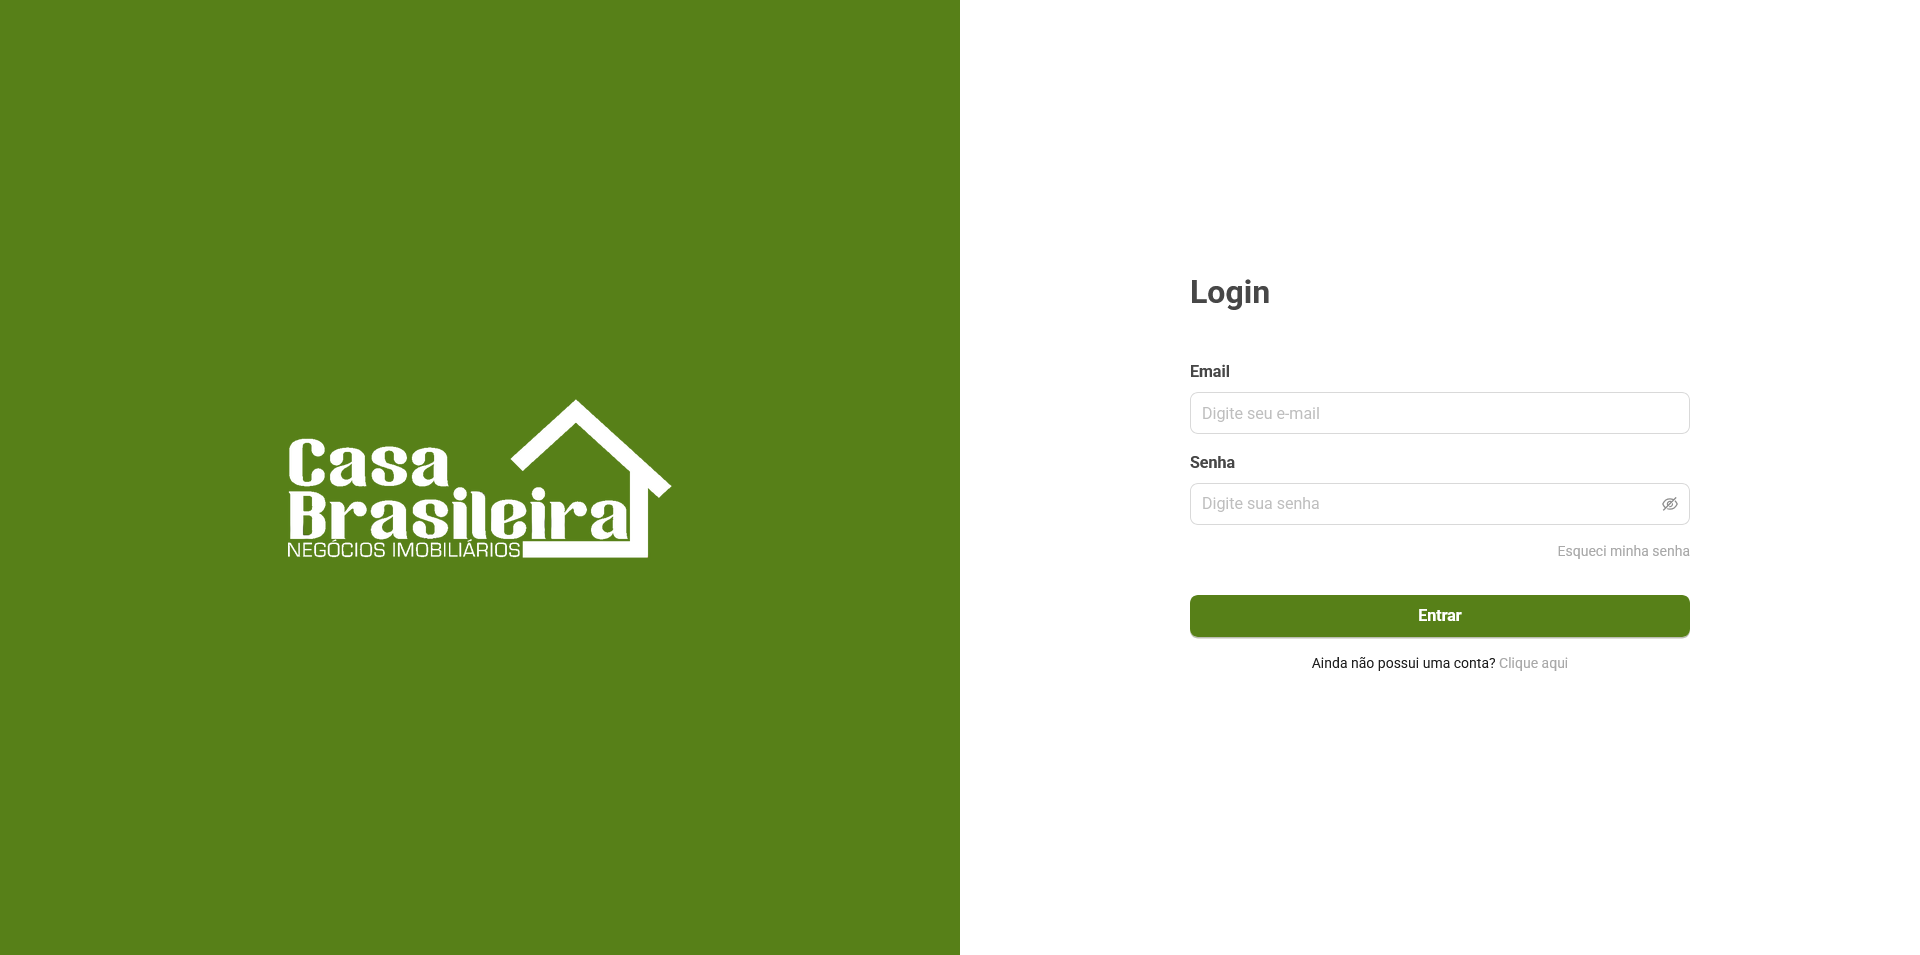 Casa
Brasileira
NEGÓCIOS IMOBILIÁRIOS
Login
Email
Digite seu e-mail
Senha
Digite sua senha
Esqueci minha senha
Entrar
Ainda não possui uma conta? Clique aqui